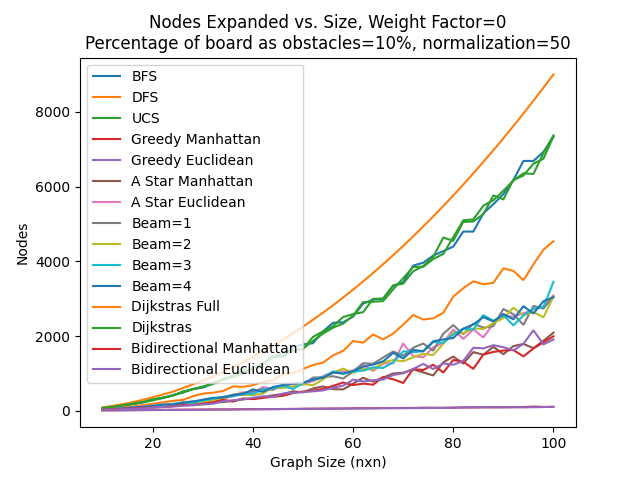 Nodes Expanded vs. Size, Weight Factor=0
Percentage of board as obstacles=10%, normalization=50
BFS
DFS
UCS
Greedy Manhattan
Greedy Euclidean
A Star Manhattan
A Star Euclidean
Beam=1
Beam=2
Beam=3
Beam=4
Dijkstras Full
Dijkstras
Bidirectional Manhattan
Bidirectional Euclidean
Nodes
8000
6000
4000
2000
0
20
40
60
80
100
Graph Size (nxn)